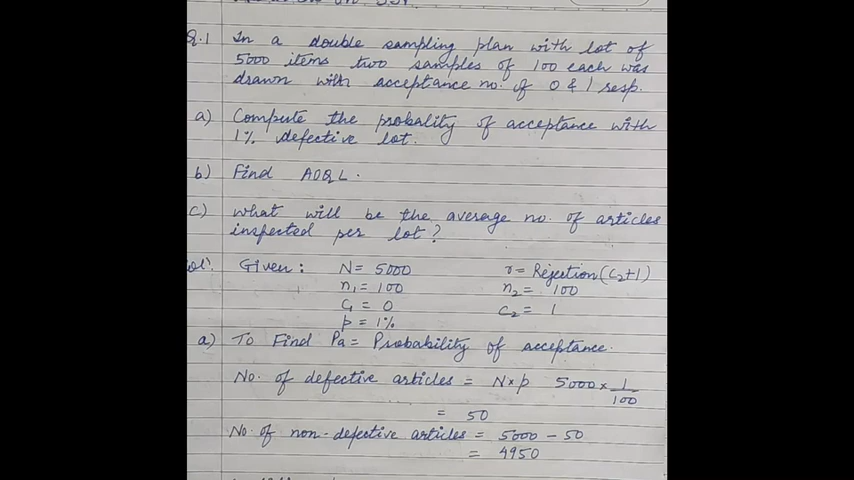 Q.1 In a double sampling plan with lot of
5000 items two samples of 100 each was
drawn with acceptance no. of 0 & 1 resp.
a) Compute the probality of acceptance with
1% defective lot.
b) Find AOQL.
c) What will be the average no. of articles
inspected per lot?
Sol! Given: N = 5000 r = Rejection (C2+1)
n1 = 100 n2 = 100
C1 = 0 C2 = 1
p = 1%
a) To Find Pa = Probability of acceptance.
No. of defective articles = N×p 5000 × 1/100
= 50
No. of non-defective articles = 5000 - 50
= 4950